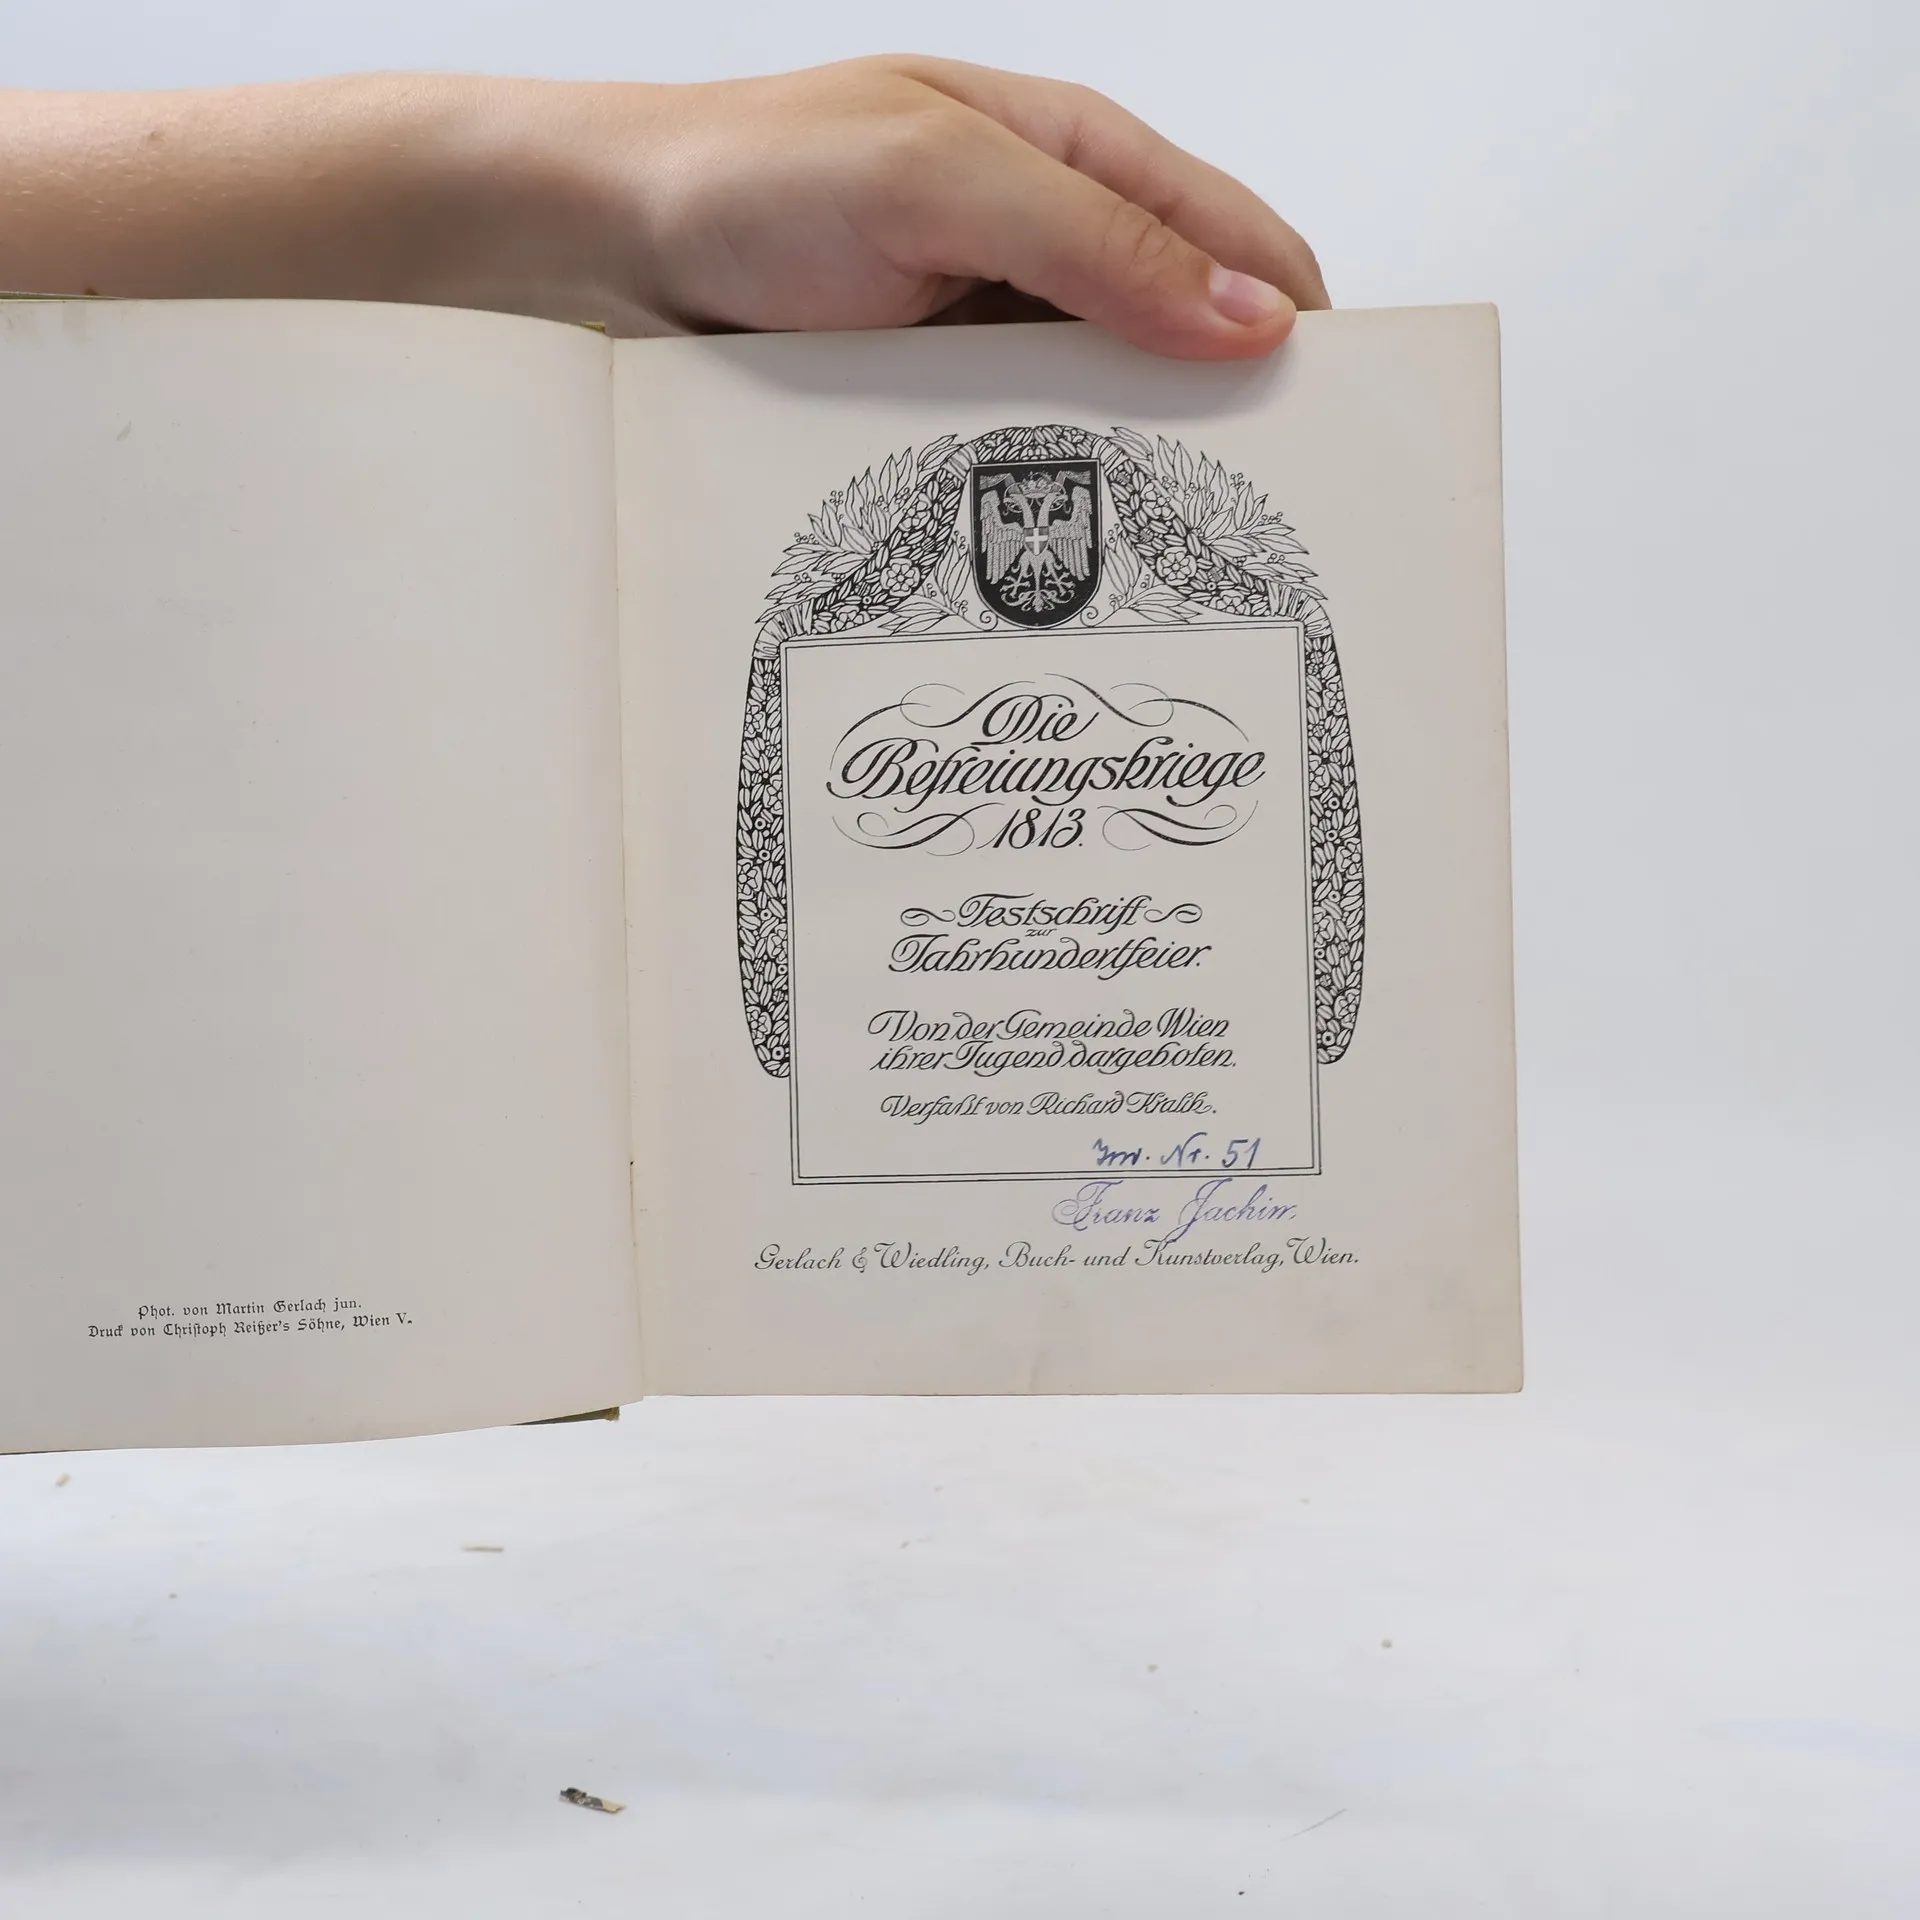 Phot. von Martin Gerlach jun.
Druck von Christoph Reißer's Söhne, Wien V.
Die
Befreiungskriege
1813.
Festschrift
zur
Jahrhundertfeier.
Von der Gemeinde Wien
ihrer Jugend dargeboten.
Verfaßt von Richard Kralik.
Inv. Nr. 51
Franz Jachim.
Gerlach & Wiedling, Buch- und Kunstverlag, Wien.